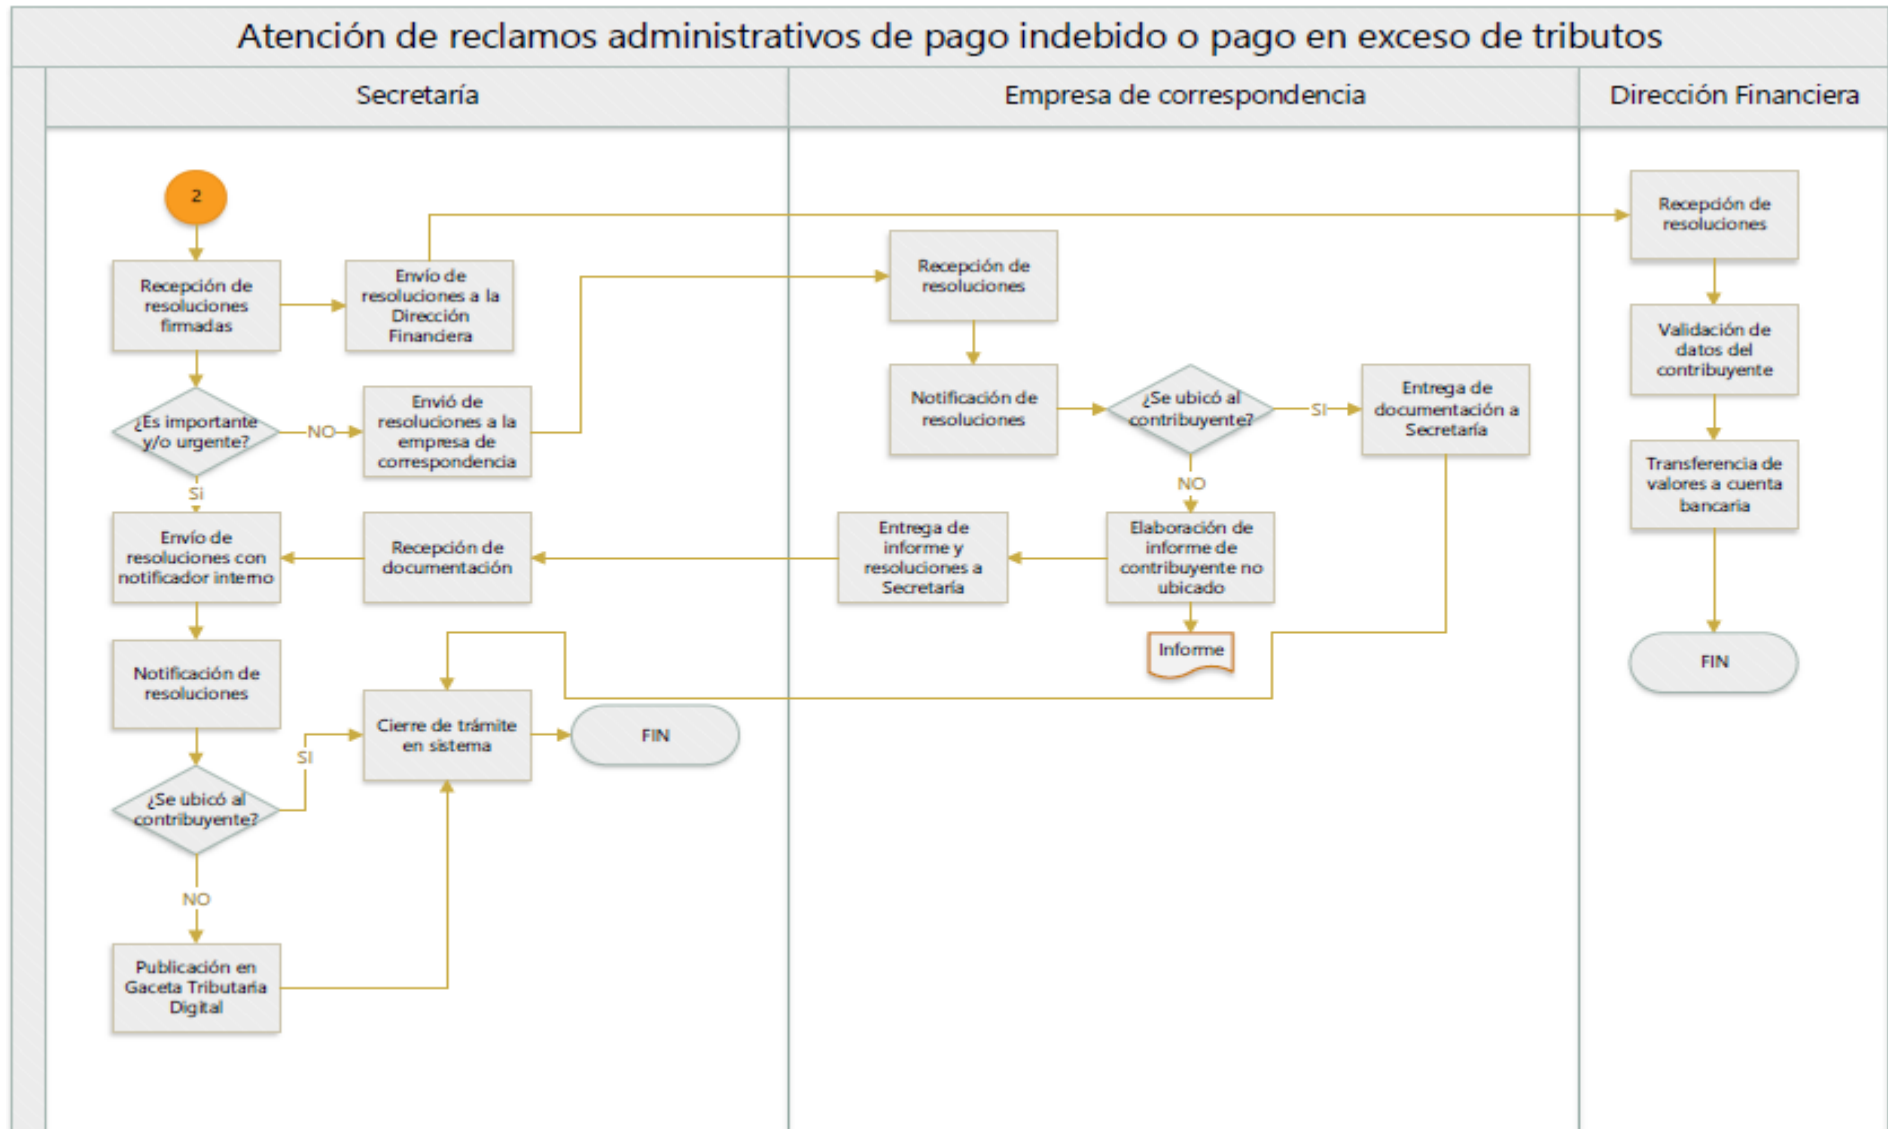 Atención de reclamos administrativos de pago indebido o pago en exceso de tributos
Secretaría
Empresa de correspondencia
Dirección Financiera
2
Recepción de
resoluciones
firmadas
Envío de
resoluciones a la
Dirección
Financiera
¿Es importante
y/o urgente?
NO
Envió de
resoluciones a la
empresa de
correspondencia
Si
Envío de
resoluciones con
notificador interno
Recepción de
documentación
Notificación de
resoluciones
¿Se ubicó al
contribuyente?
SI
Cierre de trámite
en sistema
FIN
NO
Publicación en
Gaceta Tributaria
Digital
Recepción de
resoluciones
Notificación de
resoluciones
¿Se ubicó al
contribuyente?
SI
Entrega de
documentación a
Secretaría
NO
Elaboración de
informe de
contribuyente no
ubicado
Entrega de
informe y
resoluciones a
Secretaría
Informe
Recepción de
resoluciones
Validación de
datos del
contribuyente
Transferencia de
valores a cuenta
bancaria
FIN